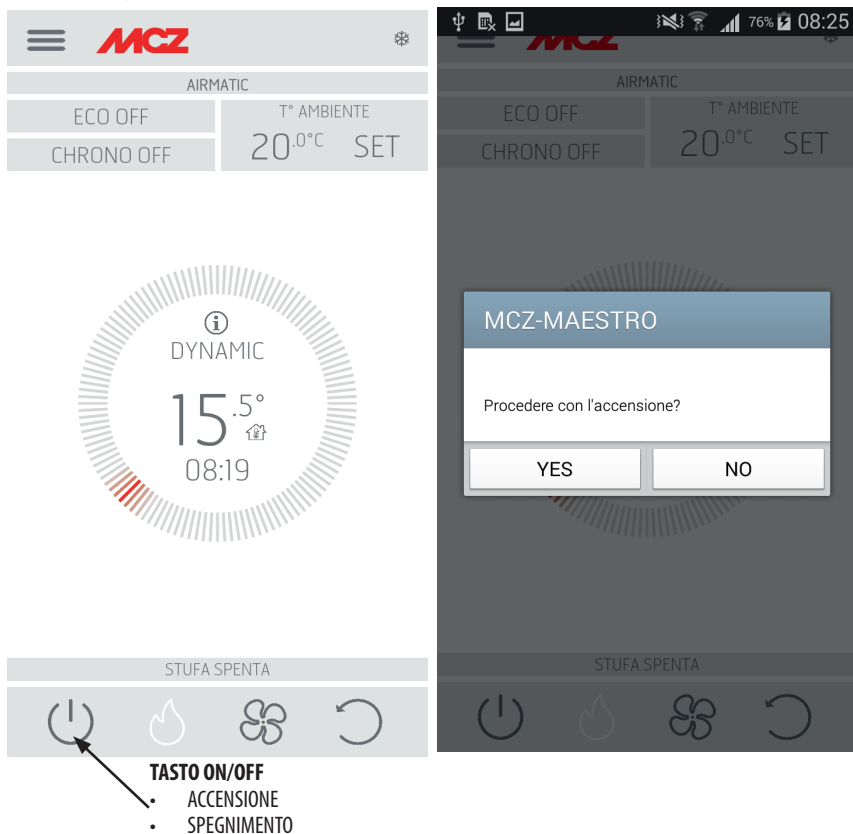 MCZ
AIRMATIC
ECO OFF
T° AMBIENTE
CHRONO OFF
20.0°C SET
DYNAMIC
15.5°
08:19
STUFA SPENTA
TASTO ON/OFF
• ACCENSIONE
• SPEGNIMENTO
76% 08:25
MCZ
AIRMATIC
ECO OFF
T° AMBIENTE
CHRONO OFF
20.0°C SET
MCZ-MAESTRO
Procedere con l'accensione?
YES NO
STUFA SPENTA